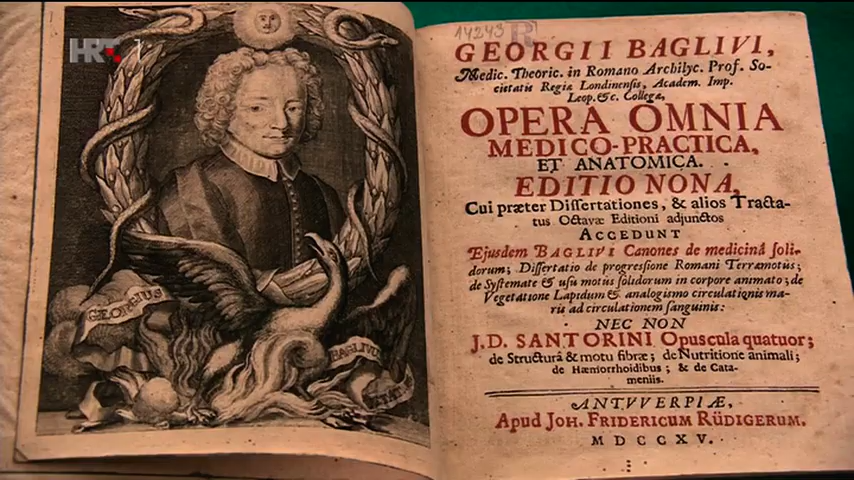 HRT 1
GEORGIUS
BAGLIVUS
14243 R
GEORGII BAGLIVI,
Medic. Theoric. in Romano Archilyc. Prof. So-
cietatis Regiæ Londinensis, Academ. Imp.
Leop. &c. Collegæ,
OPERA OMNIA
MEDICO-PRACTICA,
ET ANATOMICA.
EDITIO NONA,
Cui præter Dissertationes, & alios Tracta-
tus Octavæ Editioni adjunctos
ACCEDUNT
Ejusdem BAGLIVI Canones de medicinâ soli-
dorum; Dissertatio de progressione Romani Terræmotus;
de Systemate & usu motûs solidorum in corpore animato; de
Vegetatione Lapidum & analogismo circulationis ma-
ris ad circulationem sanguinis:
NEC NON
J.D. SANTORINI Opuscula quatuor;
de Structurâ & motu fibræ; de Nutritione animali;
de Hæmorrhoidibus; & de Cata-
meniis.
ANTVVERPIÆ,
Apud JOH. FRIDERICUM RÜDIGERUM.
MDCCXV.